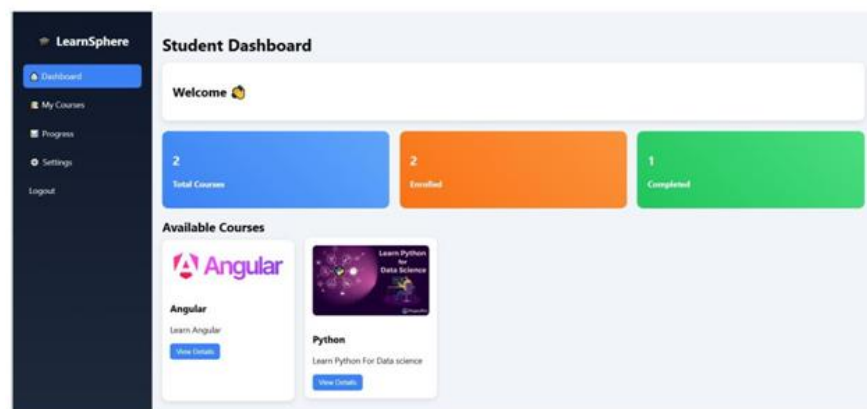 LearnSphere
Dashboard
My Courses
Progress
Settings
Logout
Student Dashboard
Welcome
2
Total Courses
2
Enrolled
1
Completed
Available Courses
Angular
Angular
Learn Angular
View Details
Learn Python
for
Data Science
Python
Learn Python For Data science
View Details